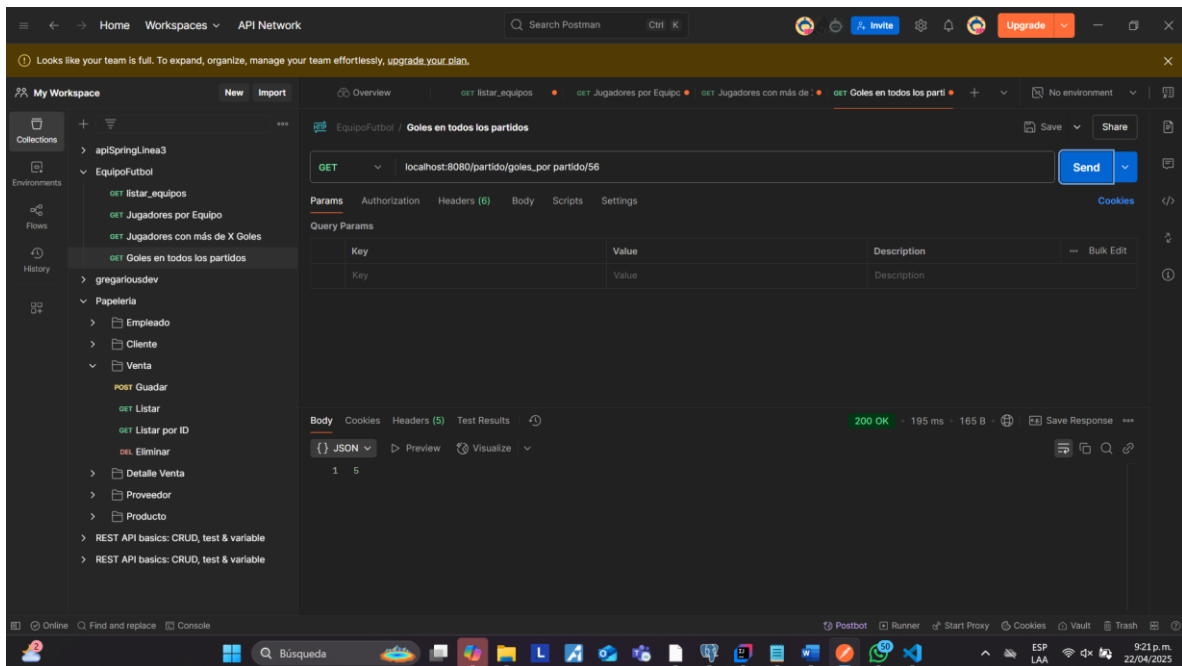 Home Workspaces API Network Search Postman Ctrl K Invite Upgrade
Looks like your team is full. To expand, organize, manage your team effortlessly, upgrade your plan.
My Workspace New Import Overview GET listar_equipos GET Jugadores por Equipo GET Jugadores con más de GET Goles en todos los parti No environment
Collections
Environments
Flows
History
apiSpringLinea3
EquipoFutbol
GET listar_equipos
GET Jugadores por Equipo
GET Jugadores con más de X Goles
GET Goles en todos los partidos
gregariousdev
Papeleria
Empleado
Cliente
Venta
POST Guadar
GET Listar
GET Listar por ID
DEL Eliminar
Detalle Venta
Proveedor
Producto
REST API basics: CRUD, test & variable
REST API basics: CRUD, test & variable
HTTP EquipoFutbol / Goles en todos los partidos Save Share
GET localhost:8080/partido/goles_por partido/56 Send
Params Authorization Headers (6) Body Scripts Settings Cookies
Query Params
Key Value Description Bulk Edit
Key Value Description
Body Cookies Headers (5) Test Results 200 OK 195 ms 165 B Save Response
{} JSON Preview Visualize
1 5
Online Find and replace Console Postbot Runner Start Proxy Cookies Vault Trash
2 Búsqueda L 50 ESP LAA 9:21 p.m. 22/04/2025